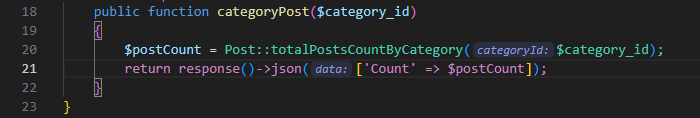 18 public function categoryPost($category_id)
19 {
20 $postCount = Post::totalPostsCountByCategory( categoryId: $category_id);
21 return response()->json( data: ['Count' => $postCount]);
22 }
23 }